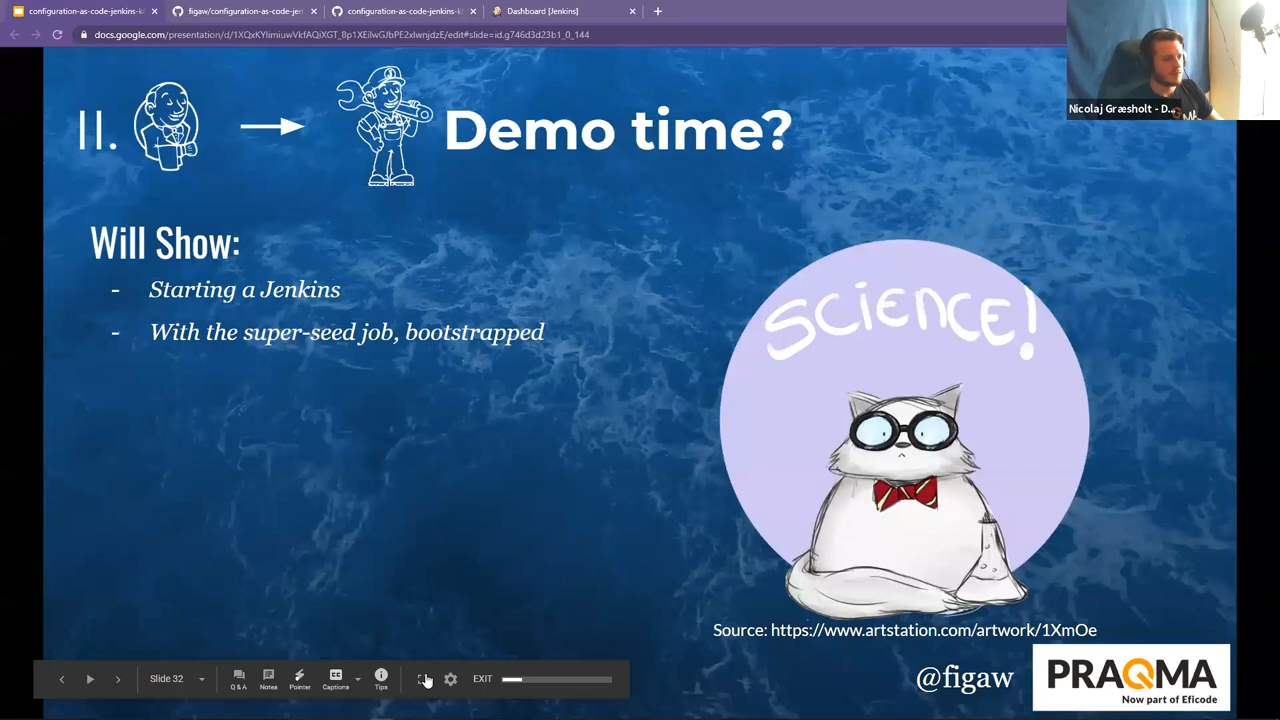 configuration-as-code-jenkins-k
figaw/configuration-as-code-jen
configuration-as-code-jenkins-k
Dashboard [Jenkins]
docs.google.com/presentation/d/1XQxKYlimiuwVkfAQiXGT_8p1XEilwGJbPE2xlwnjdzE/edit#slide=id.g746d3d23b1_0_144
Nicolaj Græsholt - D...
II.
Demo time?
Will Show:
- Starting a Jenkins
- With the super-seed job, bootstrapped
SCIENCE!
Source: https://www.artstation.com/artwork/1XmOe
@figaw
PRAQMA
Now part of Eficode
Slide 32
Q & A
Notes
Pointer
Captions
Tips
EXIT